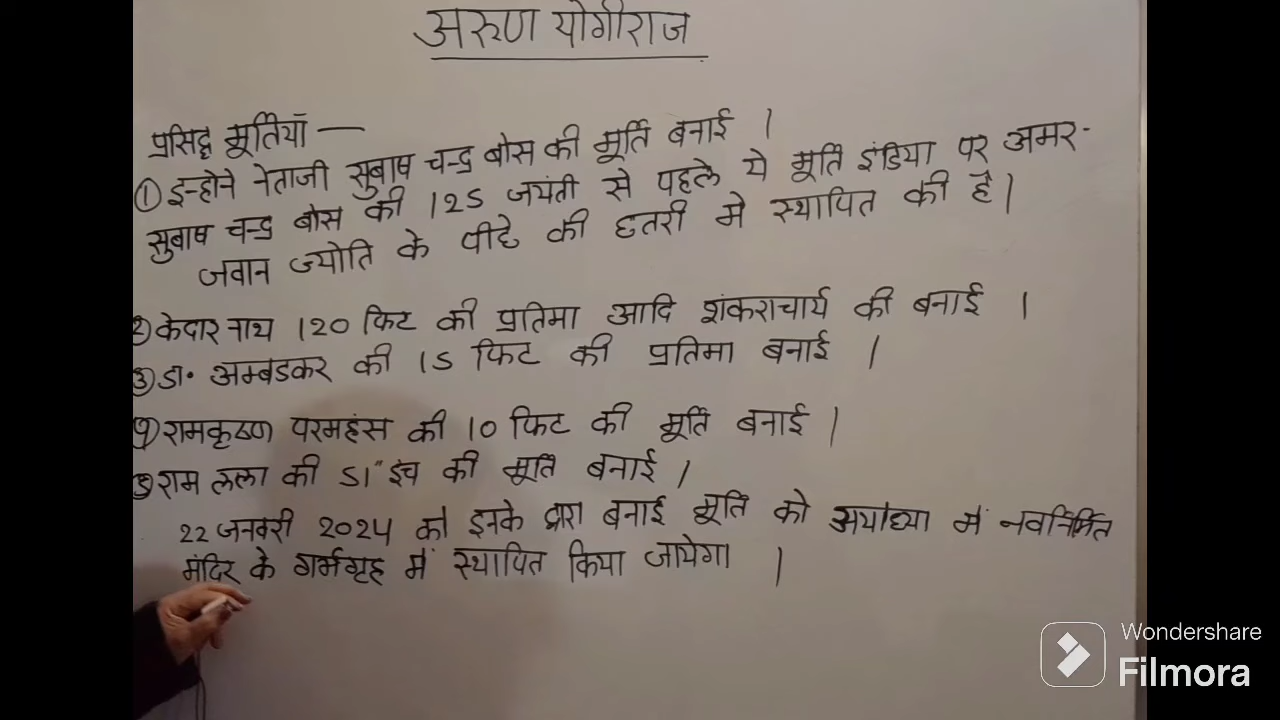 अरुण योगीराज
प्रसिद्ध मूर्तियाँ —
① इन्होने नेताजी सुबाष चन्द्र बोस की मूर्ति बनाई |
सुबाष चन्द्र बोस की 125 जयंती से पहले ये मूर्ति इंडिया पर अमर-
जवान ज्योति के पीछे की छतरी मे स्थापित की है |
② केदार नाथ 120 फिट की प्रतिमा आदि शंकराचार्य की बनाई |
③ डा॰ अम्बडकर की 15 फिट की प्रतिमा बनाई |
④ रामकृष्ण परमहंस की 10 फिट की मूर्ति बनाई |
⑤ राम लला की 51" इंच की मूर्ति बनाई |
22 जनवरी 2024 को इनके द्वारा बनाई मूर्ति को अयोध्या में नवनिर्मित
मंदिर के गर्भगृह में स्थापित किया जायेगा |
Wondershare
Filmora